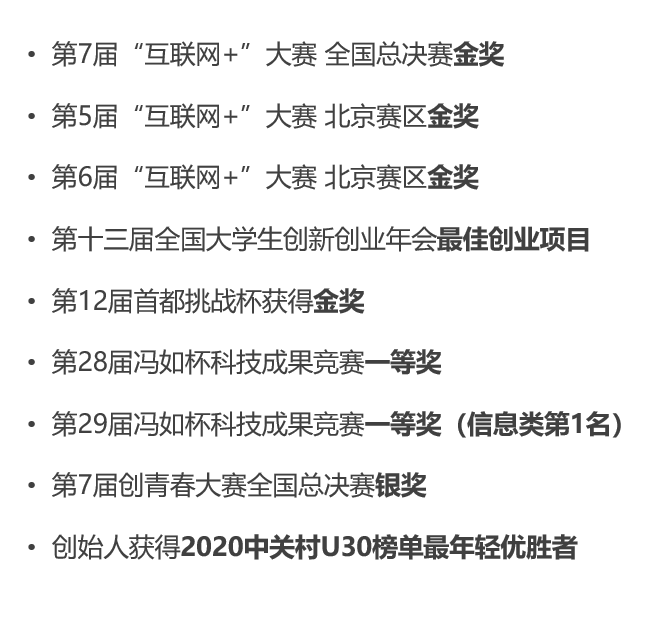 • 第7届“互联网+”大赛 全国总决赛金奖
• 第5届“互联网+”大赛 北京赛区金奖
• 第6届“互联网+”大赛 北京赛区金奖
• 第十三届全国大学生创新创业年会最佳创业项目
• 第12届首都挑战杯获得金奖
• 第28届冯如杯科技成果竞赛一等奖
• 第29届冯如杯科技成果竞赛一等奖（信息类第1名）
• 第7届创青春大赛全国总决赛银奖
• 创始人获得2020中关村U30榜单最年轻优胜者